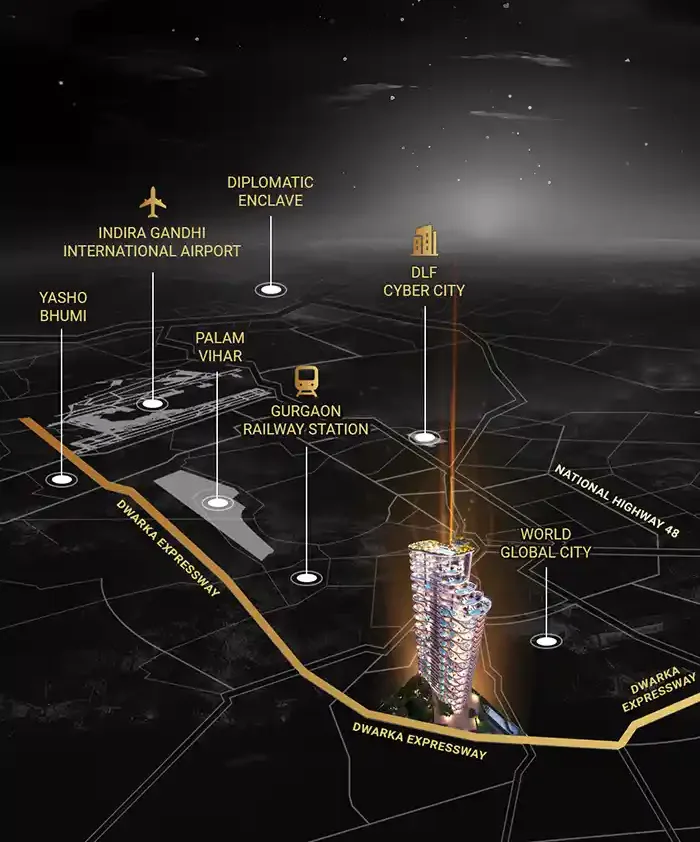 DIPLOMATIC
ENCLAVE
INDIRA GANDHI
INTERNATIONAL AIRPORT
DLF
CYBER CITY
YASHO
BHUMI
PALAM
VIHAR
GURGAON
RAILWAY STATION
NATIONAL HIGHWAY 48
DWARKA EXPRESSWAY
WORLD
GLOBAL CITY
DWARKA
EXPRESSWAY
DWARKA EXPRESSWAY